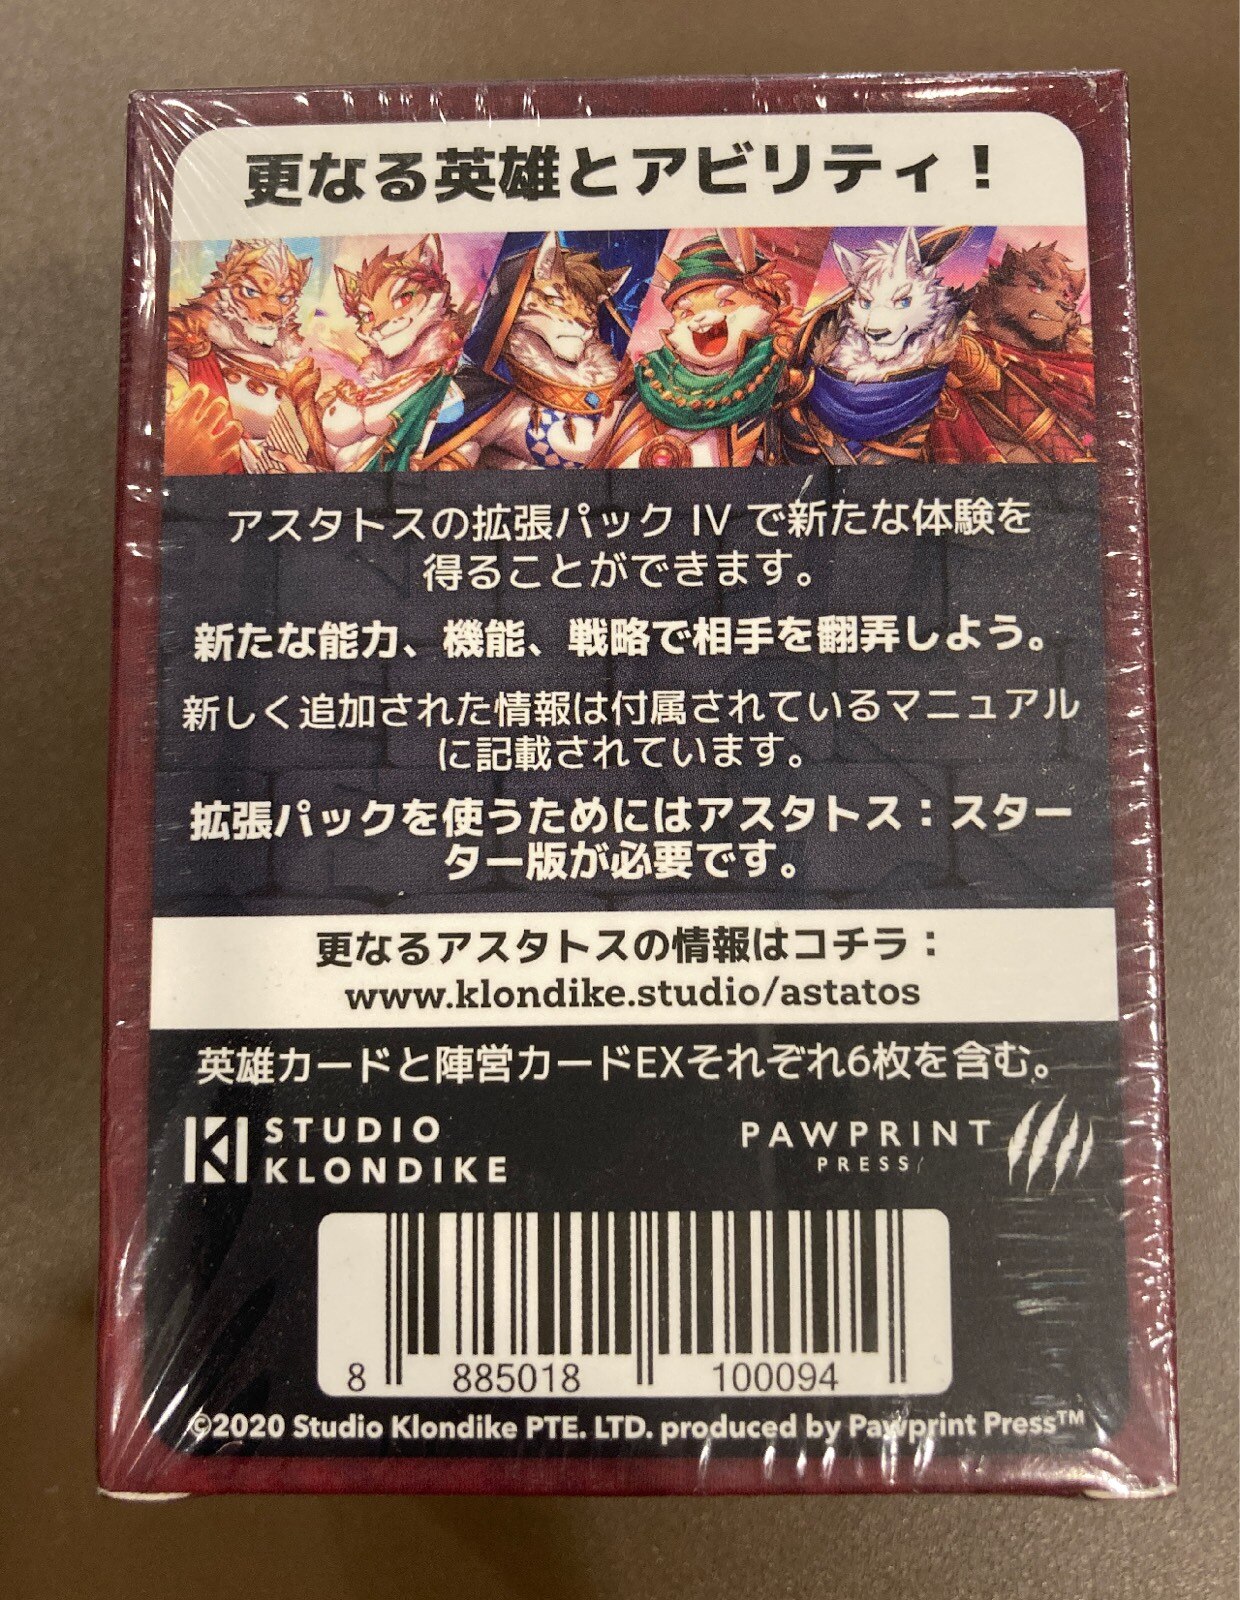 更なる英雄とアビリティ！
アスタトスの拡張パック IV で新たな体験を
得ることができます。
新たな能力、機能、戦略で相手を翻弄しよう。
新しく追加された情報は付属されているマニュアル
に記載されています。
拡張パックを使うためにはアスタトス：スター
ター版が必要です。
更なるアスタトスの情報はコチラ：
www.klondike.studio/astatos
英雄カードと陣営カードEXそれぞれ6枚を含む。
STUDIO
KLONDIKE
PAWPRINT
PRESS
8 885018 100094
©2020 Studio Klondike PTE. LTD. produced by Pawprint Press™